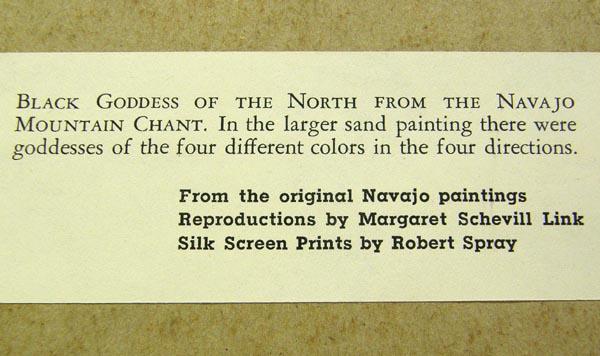 BLACK GODDESS OF THE NORTH FROM THE NAVAJO
MOUNTAIN CHANT. In the larger sand painting there were
goddesses of the four different colors in the four directions.
From the original Navajo paintings
Reproductions by Margaret Schevill Link
Silk Screen Prints by Robert Spray